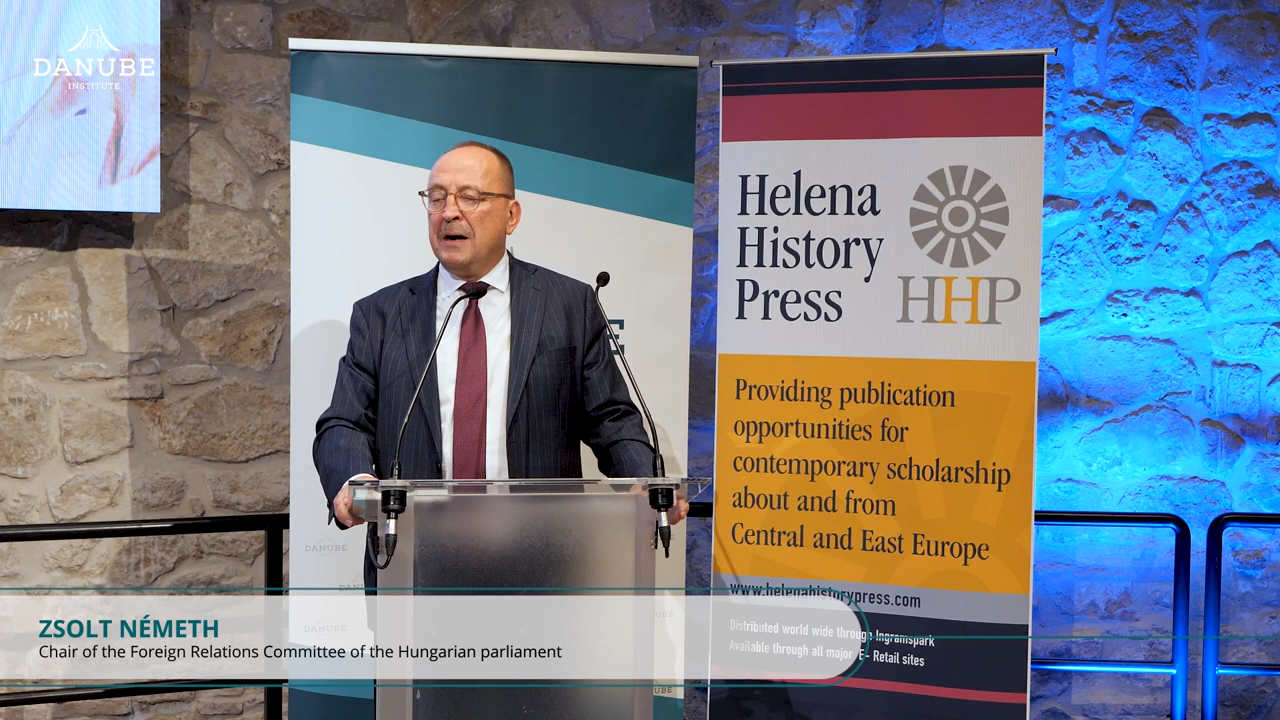 DANUBE
INSTITUTE
Helena
History
Press
HHP
Providing publication
opportunities for
contemporary scholarship
about and from
Central and East Europe
www.helenahistorypress.com
Distributed world wide through Ingramspark
Available through all major E- Retail sites
E
DANUBE
DANUBE
ZSOLT NÉMETH
Chair of the Foreign Relations Committee of the Hungarian parliament